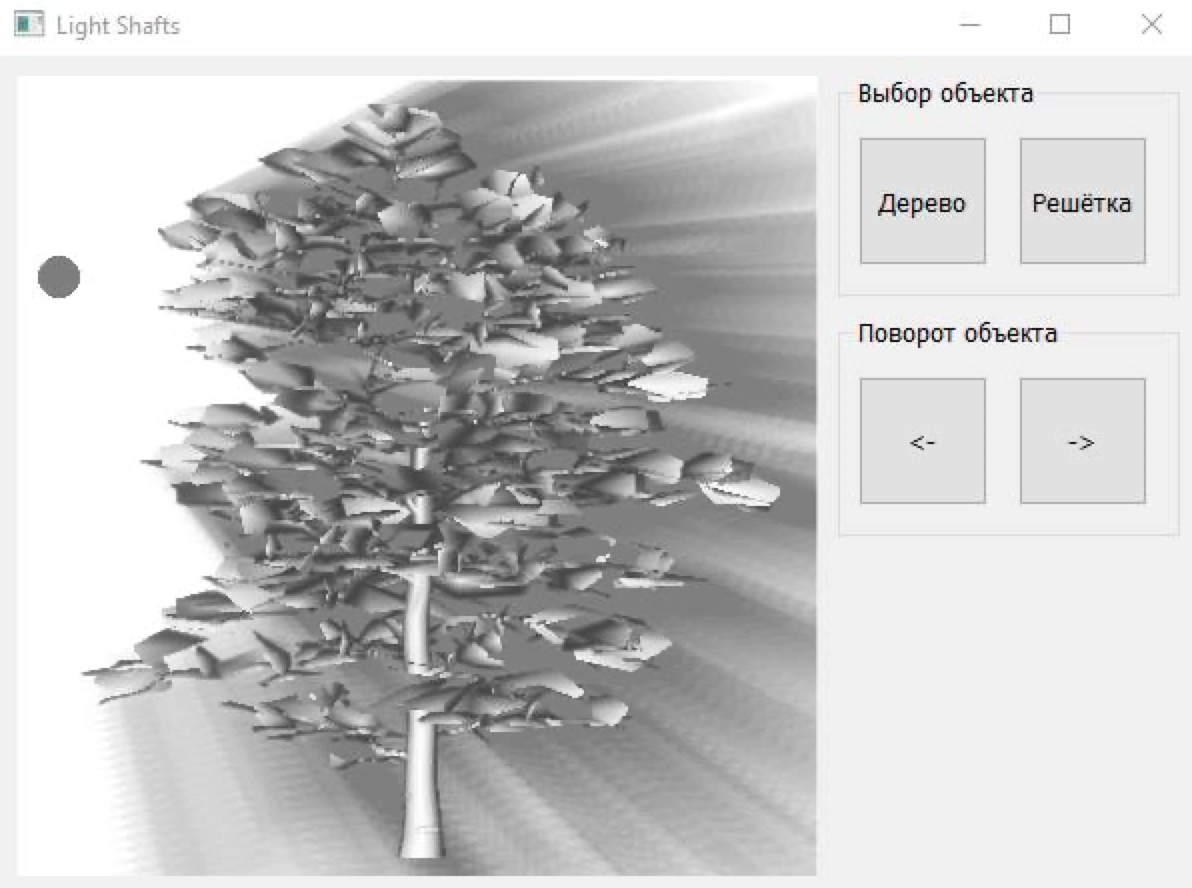 Light Shafts
Выбор объекта
Дерево
Решётка
Поворот объекта
<-
->